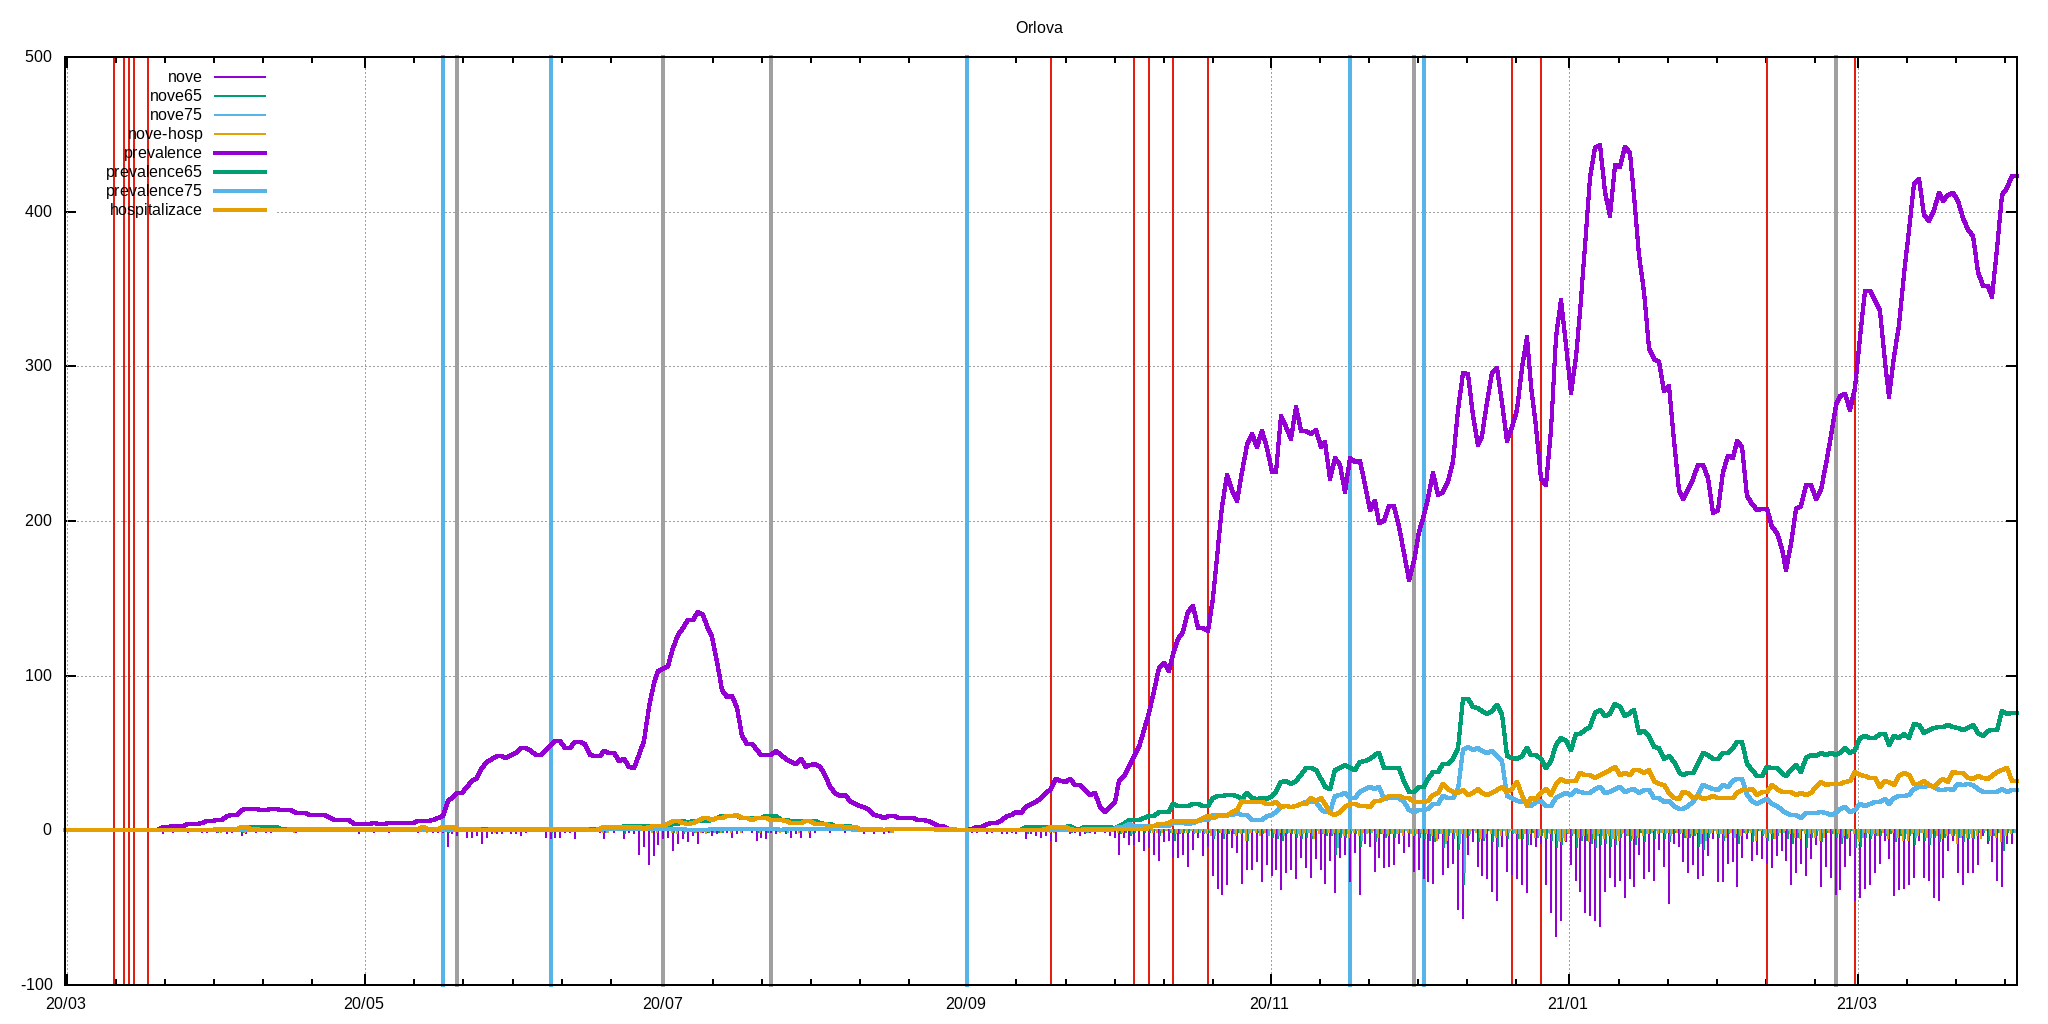 Orlova
500
nove
nove65
nove75
nove-hosp
prevalence
prevalence65
prevalence75
hospitalizace
400
300
200
100
0
-100
20/03 20/05 20/07 20/09 20/11 21/01 21/03